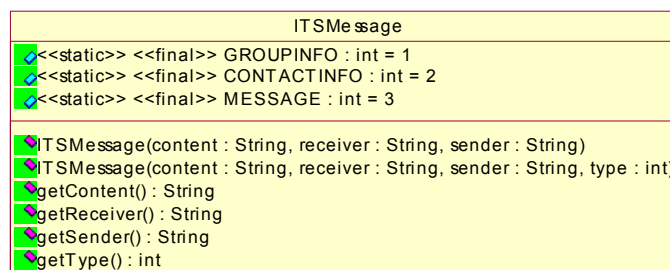 ITSMessage
<<static>> <<final>> GROUPINFO : int = 1
<<static>> <<final>> CONTACTINFO : int = 2
<<static>> <<final>> MESSAGE : int = 3
ITSMessage(content : String, receiver : String, sender : String)
ITSMessage(content : String, receiver : String, sender : String, type : int)
getContent() : String
getReceiver() : String
getSender() : String
getType() : int